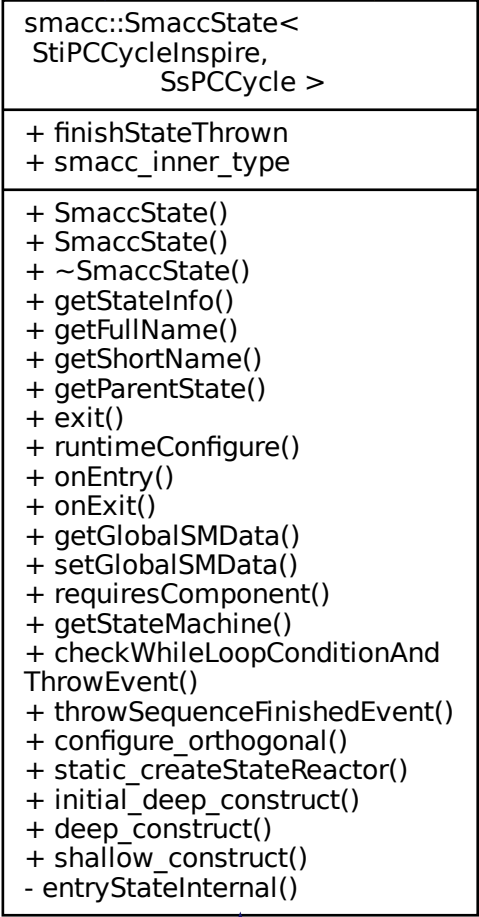 smacc::SmaccState<
StiPCCycleInspire,
SsPCCycle >
+ finishStateThrown
+ smacc_inner_type
+ SmaccState()
+ SmaccState()
+ ~SmaccState()
+ getStateInfo()
+ getFullName()
+ getShortName()
+ getParentState()
+ exit()
+ runtimeConfigure()
+ onEntry()
+ onExit()
+ getGlobalSMData()
+ setGlobalSMData()
+ requiresComponent()
+ getStateMachine()
+ checkWhileLoopConditionAnd
ThrowEvent()
+ throwSequenceFinishedEvent()
+ configure_orthogonal()
+ static_createStateReactor()
+ initial_deep_construct()
+ deep_construct()
+ shallow_construct()
- entryStateInternal()